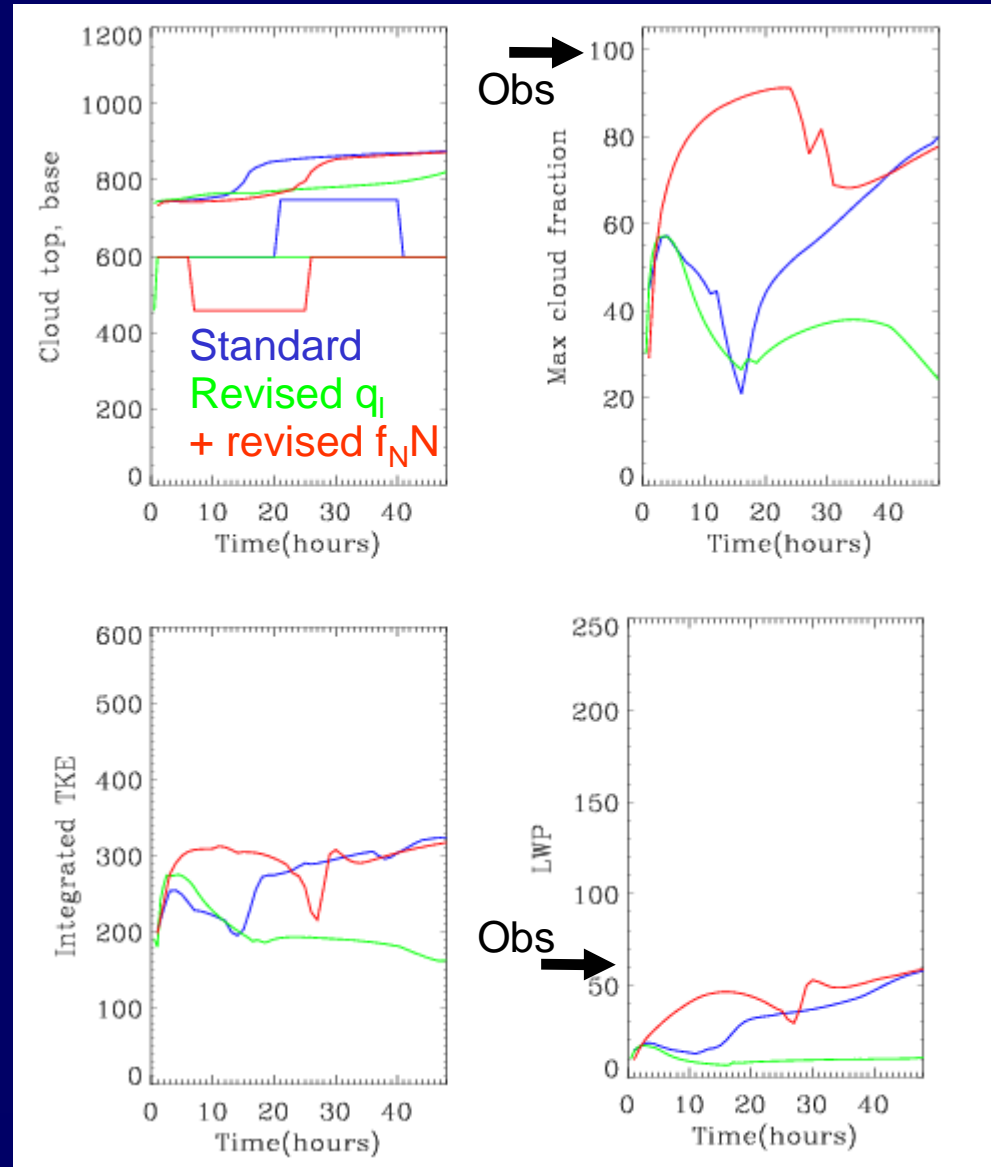 1200
1000
800
600
400
200
0
Cloud top, base
0 10 20 30 40
Time(hours)
Standard
Revised qₗ
+ revised f_NN
Obs
100
80
60
40
20
0
Max cloud fraction
0 10 20 30 40
Time(hours)
600
500
400
300
200
100
0
Integrated TKE
0 10 20 30 40
Time(hours)
Obs
250
200
150
100
50
0
LWP
0 10 20 30 40
Time(hours)